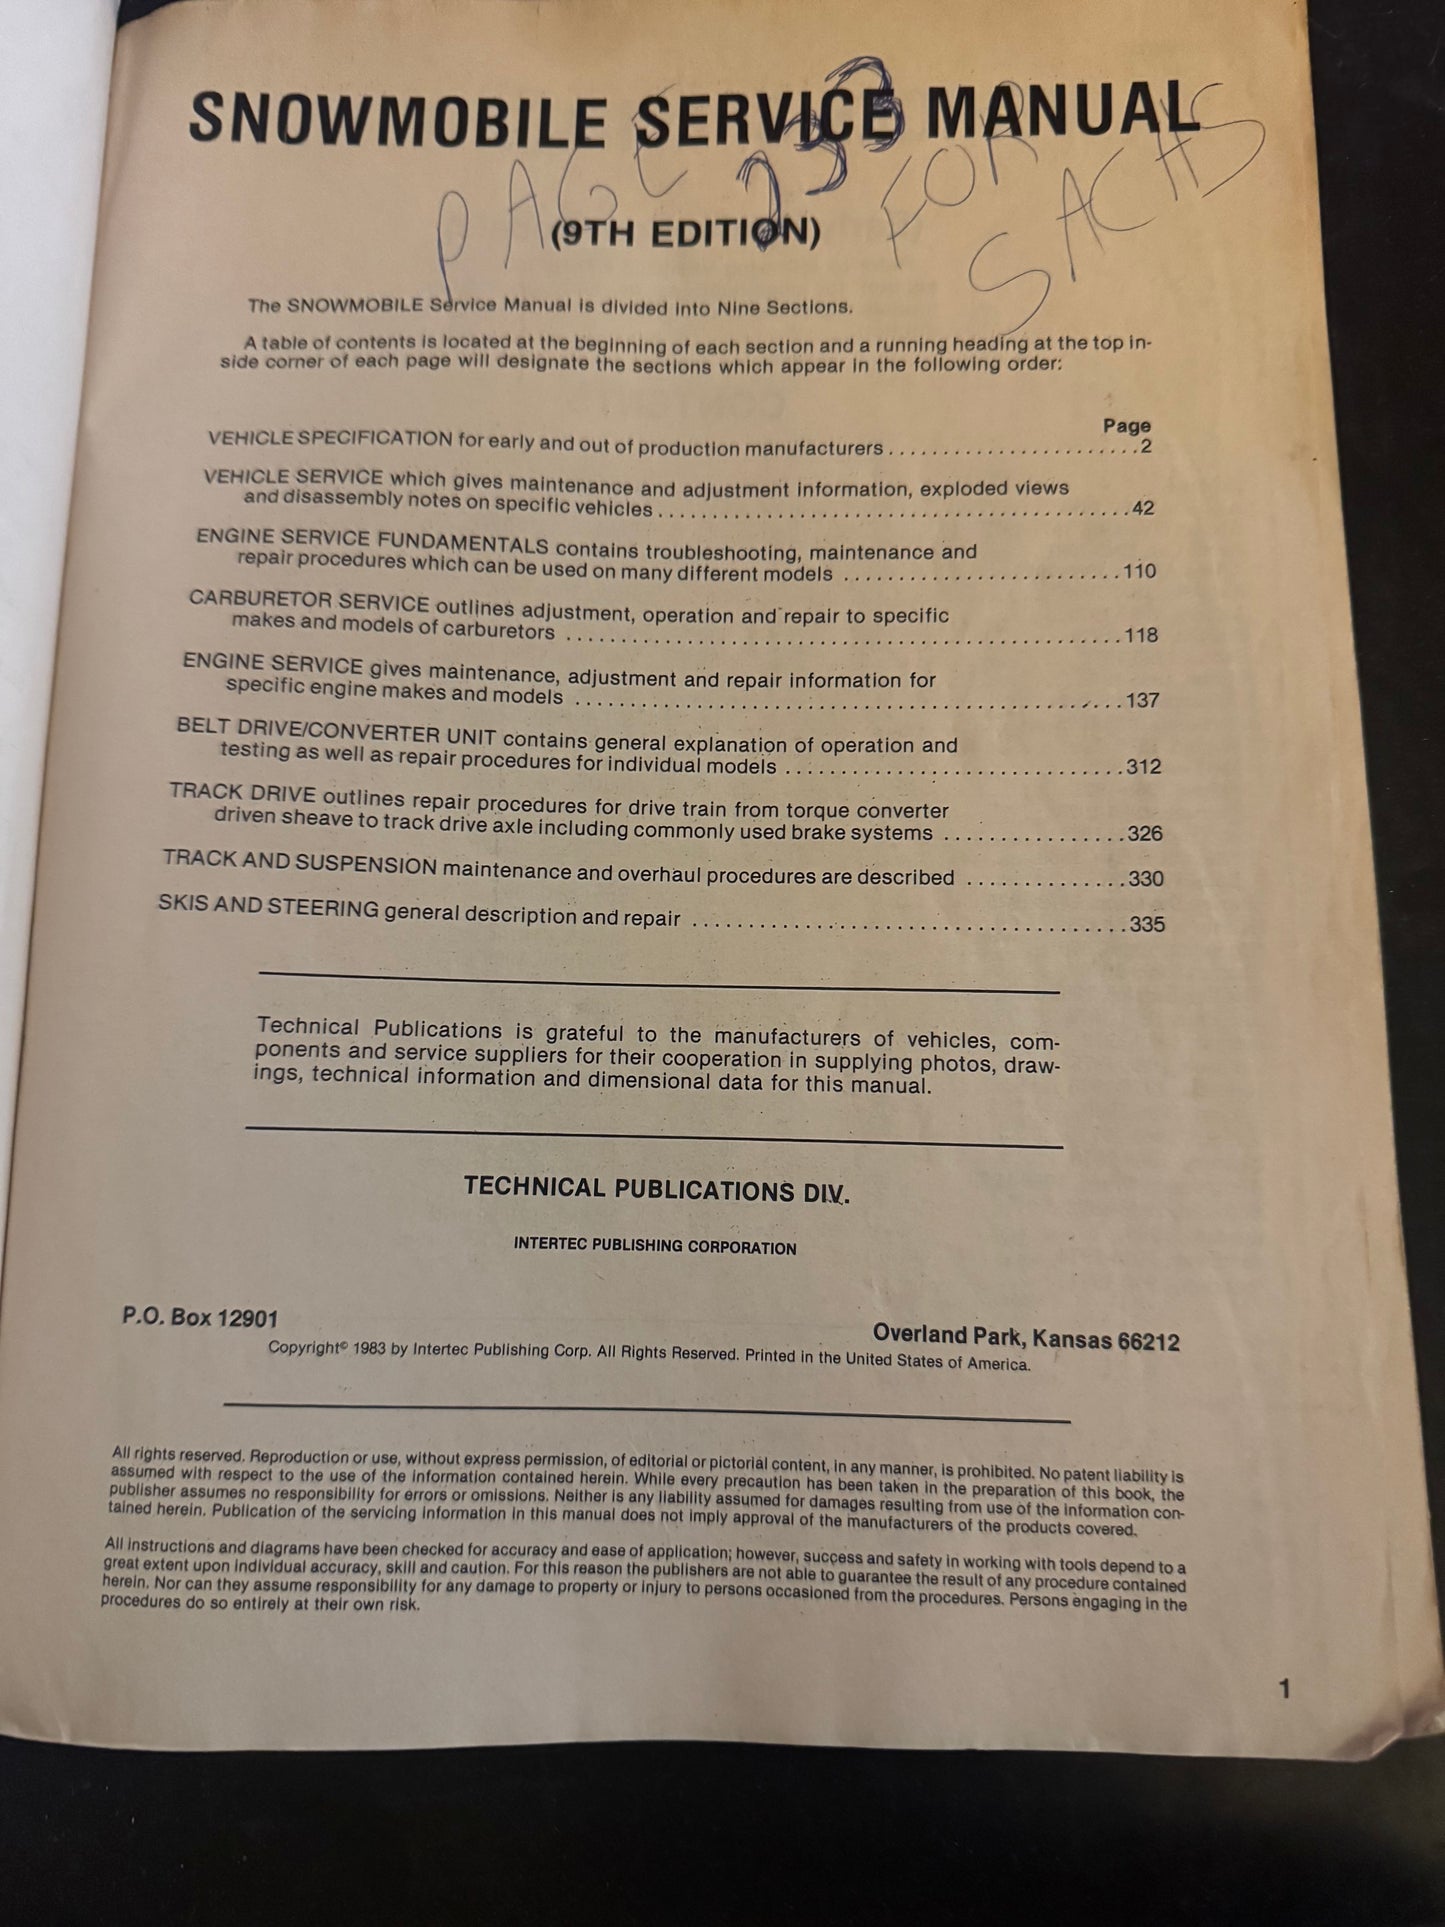 SNOWMOBILE SERVICE MANUAL
PAGE 233 FOR SACHS
(9TH EDITION)
The SNOWMOBILE Service Manual is divided into Nine Sections.
A table of contents is located at the beginning of each section and a running heading at the top in-
side corner of each page will designate the sections which appear in the following order:
Page
VEHICLE SPECIFICATION for early and out of production manufacturers.......................2
VEHICLE SERVICE which gives maintenance and adjustment information, exploded views
and disassembly notes on specific vehicles............................................42
ENGINE SERVICE FUNDAMENTALS contains troubleshooting, maintenance and
repair procedures which can be used on many different models ..........................110
CARBURETOR SERVICE outlines adjustment, operation and repair to specific
makes and models of carburetors ....................................................118
ENGINE SERVICE gives maintenance, adjustment and repair information for
specific engine makes and models ...................................................137
BELT DRIVE/CONVERTER UNIT contains general explanation of operation and
testing as well as repair procedures for individual models ...............................312
TRACK DRIVE outlines repair procedures for drive train from torque converter
driven sheave to track drive axle including commonly used brake systems .................326
TRACK AND SUSPENSION maintenance and overhaul procedures are described ...............330
SKIS AND STEERING general description and repair ........................................335
Technical Publications is grateful to the manufacturers of vehicles, com-
ponents and service suppliers for their cooperation in supplying photos, draw-
ings, technical information and dimensional data for this manual.
TECHNICAL PUBLICATIONS DIV.
INTERTEC PUBLISHING CORPORATION
P.O. Box 12901 Overland Park, Kansas 66212
Copyright© 1983 by Intertec Publishing Corp. All Rights Reserved. Printed in the United States of America.
All rights reserved. Reproduction or use, without express permission, of editorial or pictorial content, in any manner, is prohibited. No patent liability is
assumed with respect to the use of the information contained herein. While every precaution has been taken in the preparation of this book, the
publisher assumes no responsibility for errors or omissions. Neither is any liability assumed for damages resulting from use of the information con-
tained herein. Publication of the servicing information in this manual does not imply approval of the manufacturers of the products covered.
All instructions and diagrams have been checked for accuracy and ease of application; however, success and safety in working with tools depend to a
great extent upon individual accuracy, skill and caution. For this reason the publishers are not able to guarantee the result of any procedure contained
herein. Nor can they assume responsibility for any damage to property or injury to persons occasioned from the procedures. Persons engaging in the
procedures do so entirely at their own risk.
1